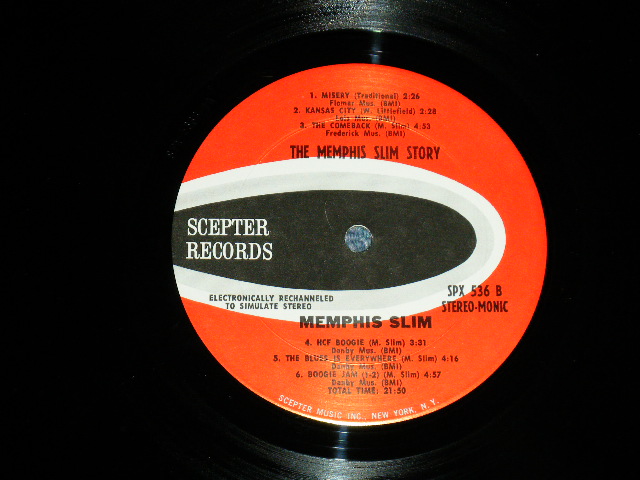 1. MISERY (Traditional) 2:26
Flomar Mus. (BMI)
2. KANSAS CITY (W. Littlefield) 2:28
Lois Mus. (BMI)
3. THE COMEBACK (M. Slim) 4:53
Frederick Mus. (BMI)
THE MEMPHIS SLIM STORY
SCEPTER
RECORDS
ELECTRONICALLY RECHANNELED
TO SIMULATE STEREO
SPX 536 B
STEREO-MONIC
MEMPHIS SLIM
4. HCF BOOGIE (M. Slim) 3:31
Danby Mus. (BMI)
5. THE BLUES IS EVERYWHERE (M. Slim) 4:16
Danby Mus. (BMI)
6. BOOGIE JAM (1-2) (M. Slim) 4:57
Danby Mus. (BMI)
TOTAL TIME: 21:50
SCEPTER MUSIC INC., NEW YORK, N.Y.